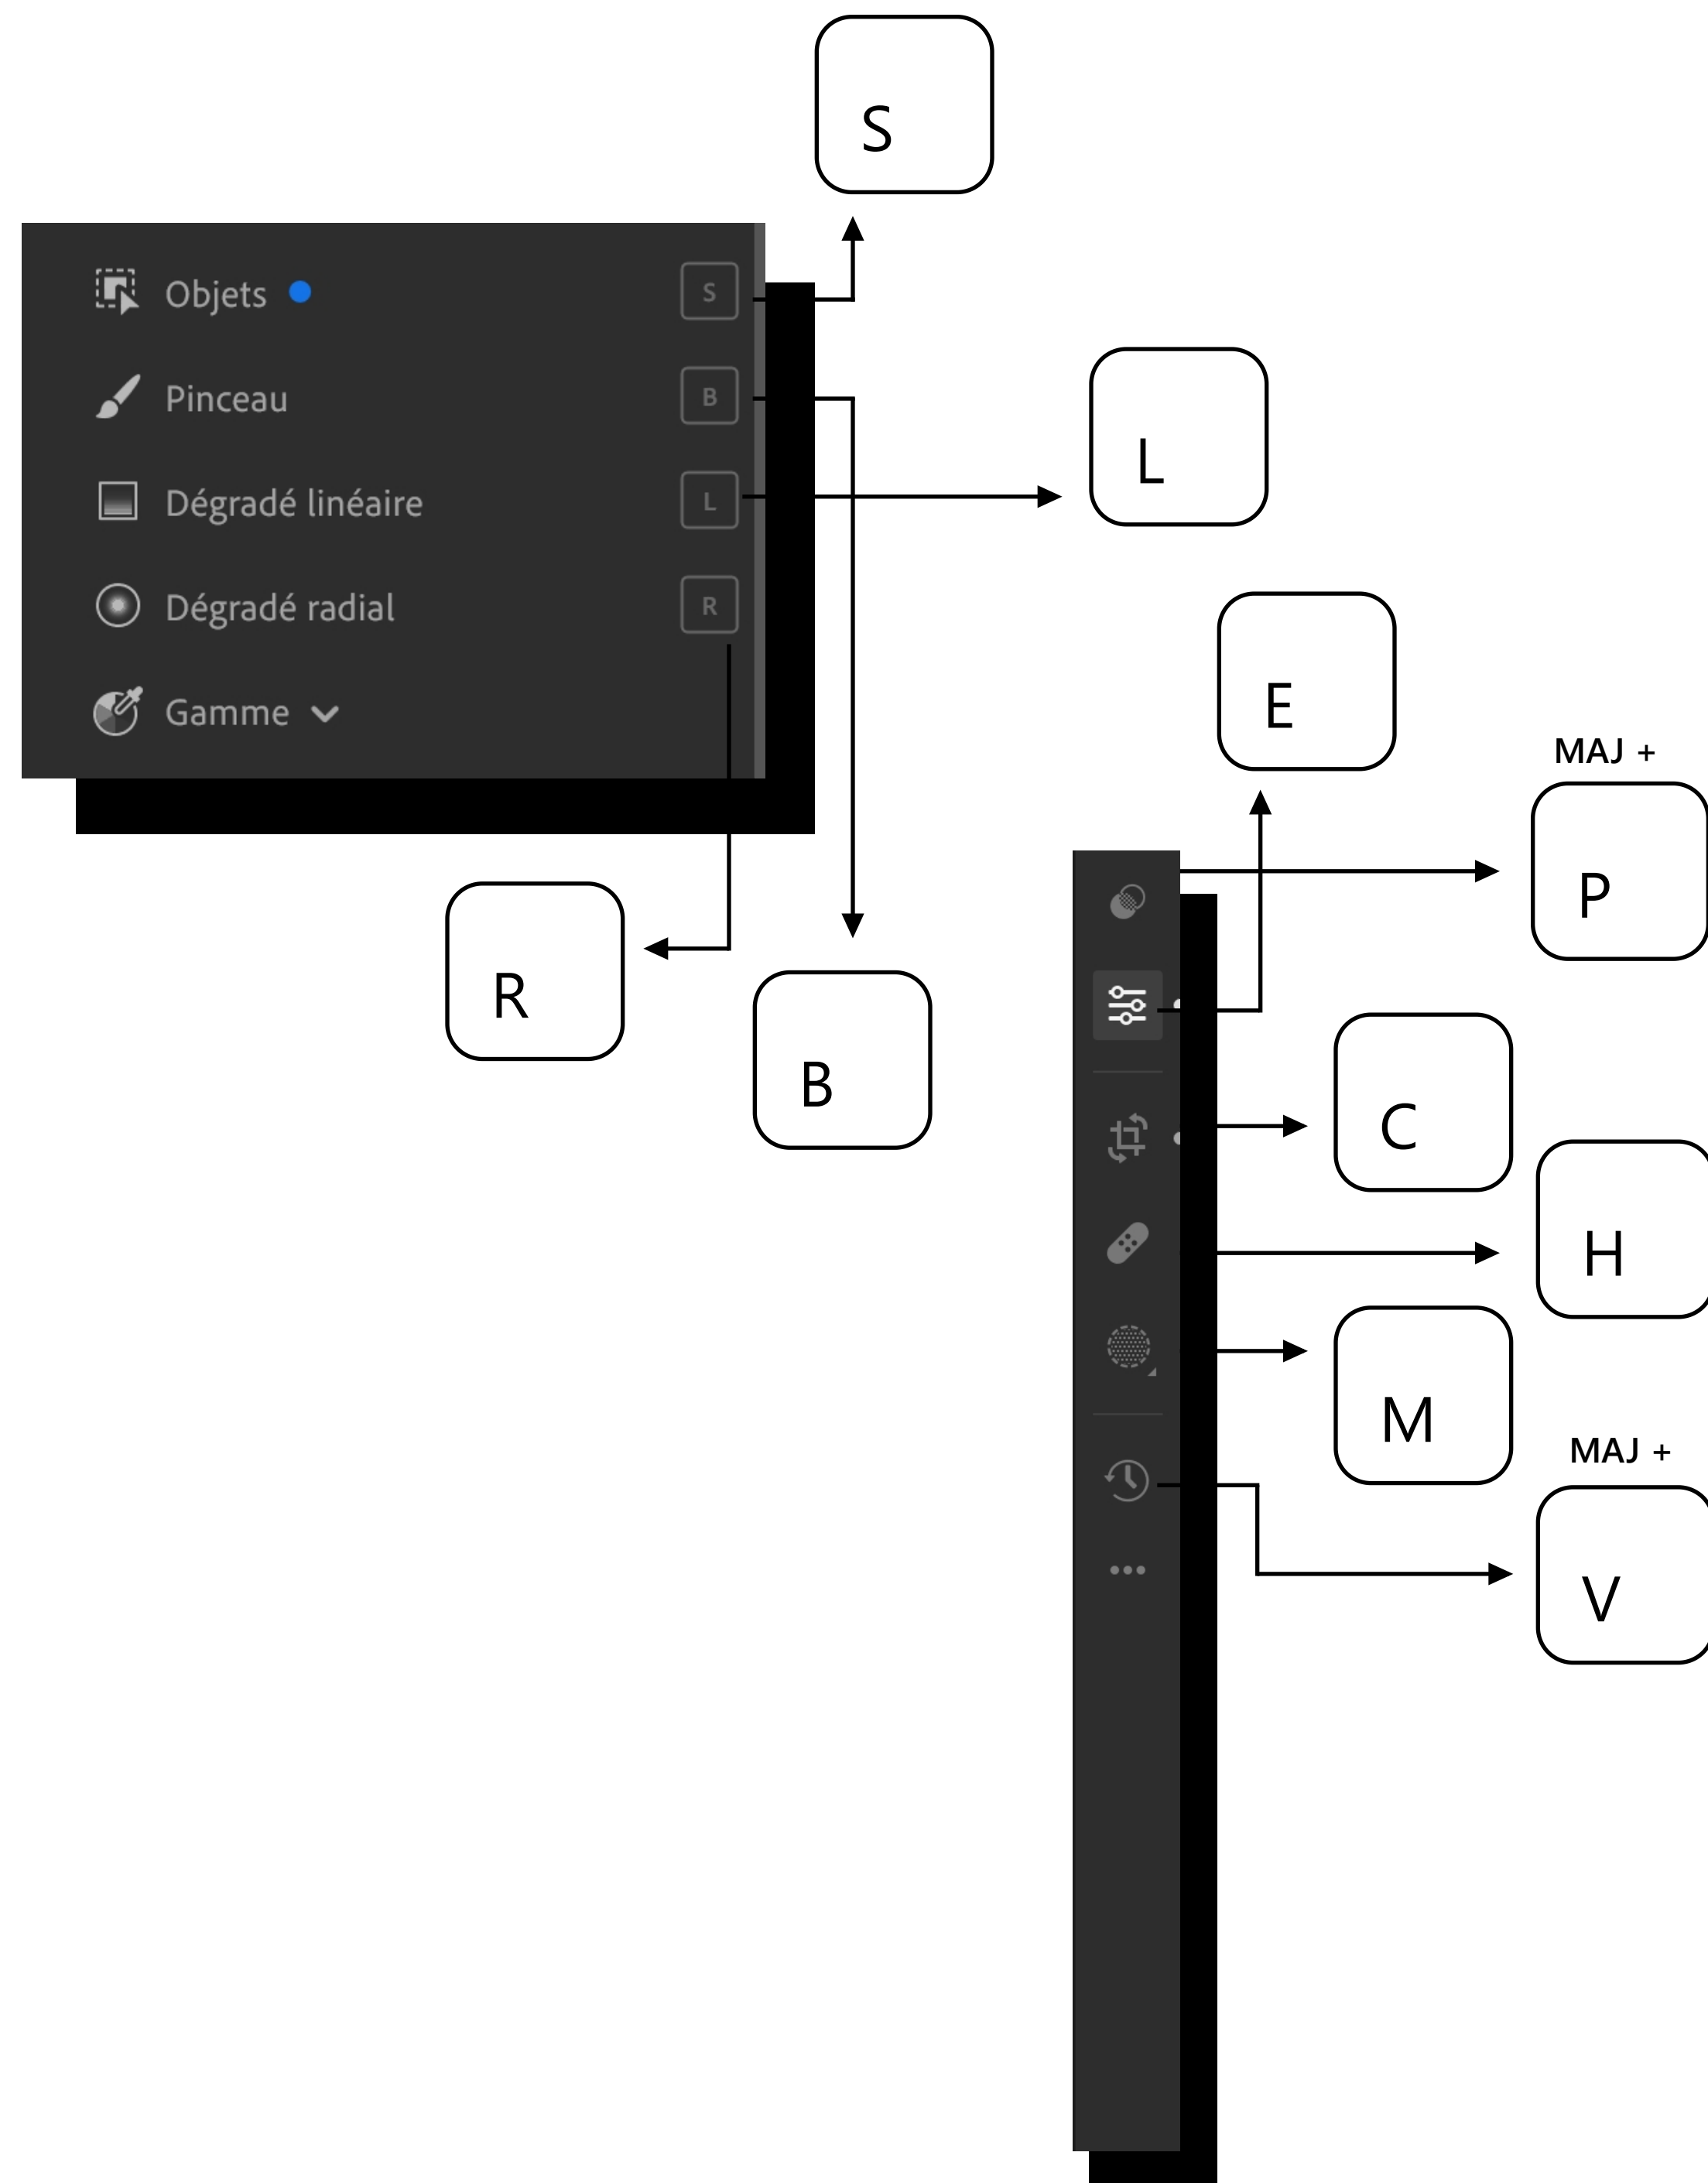 S
Objets S
Pinceau B
Dégradé linéaire L
Dégradé radial R
Gamme
L
E
MAJ +
P
R
B
C
H
M
MAJ +
V